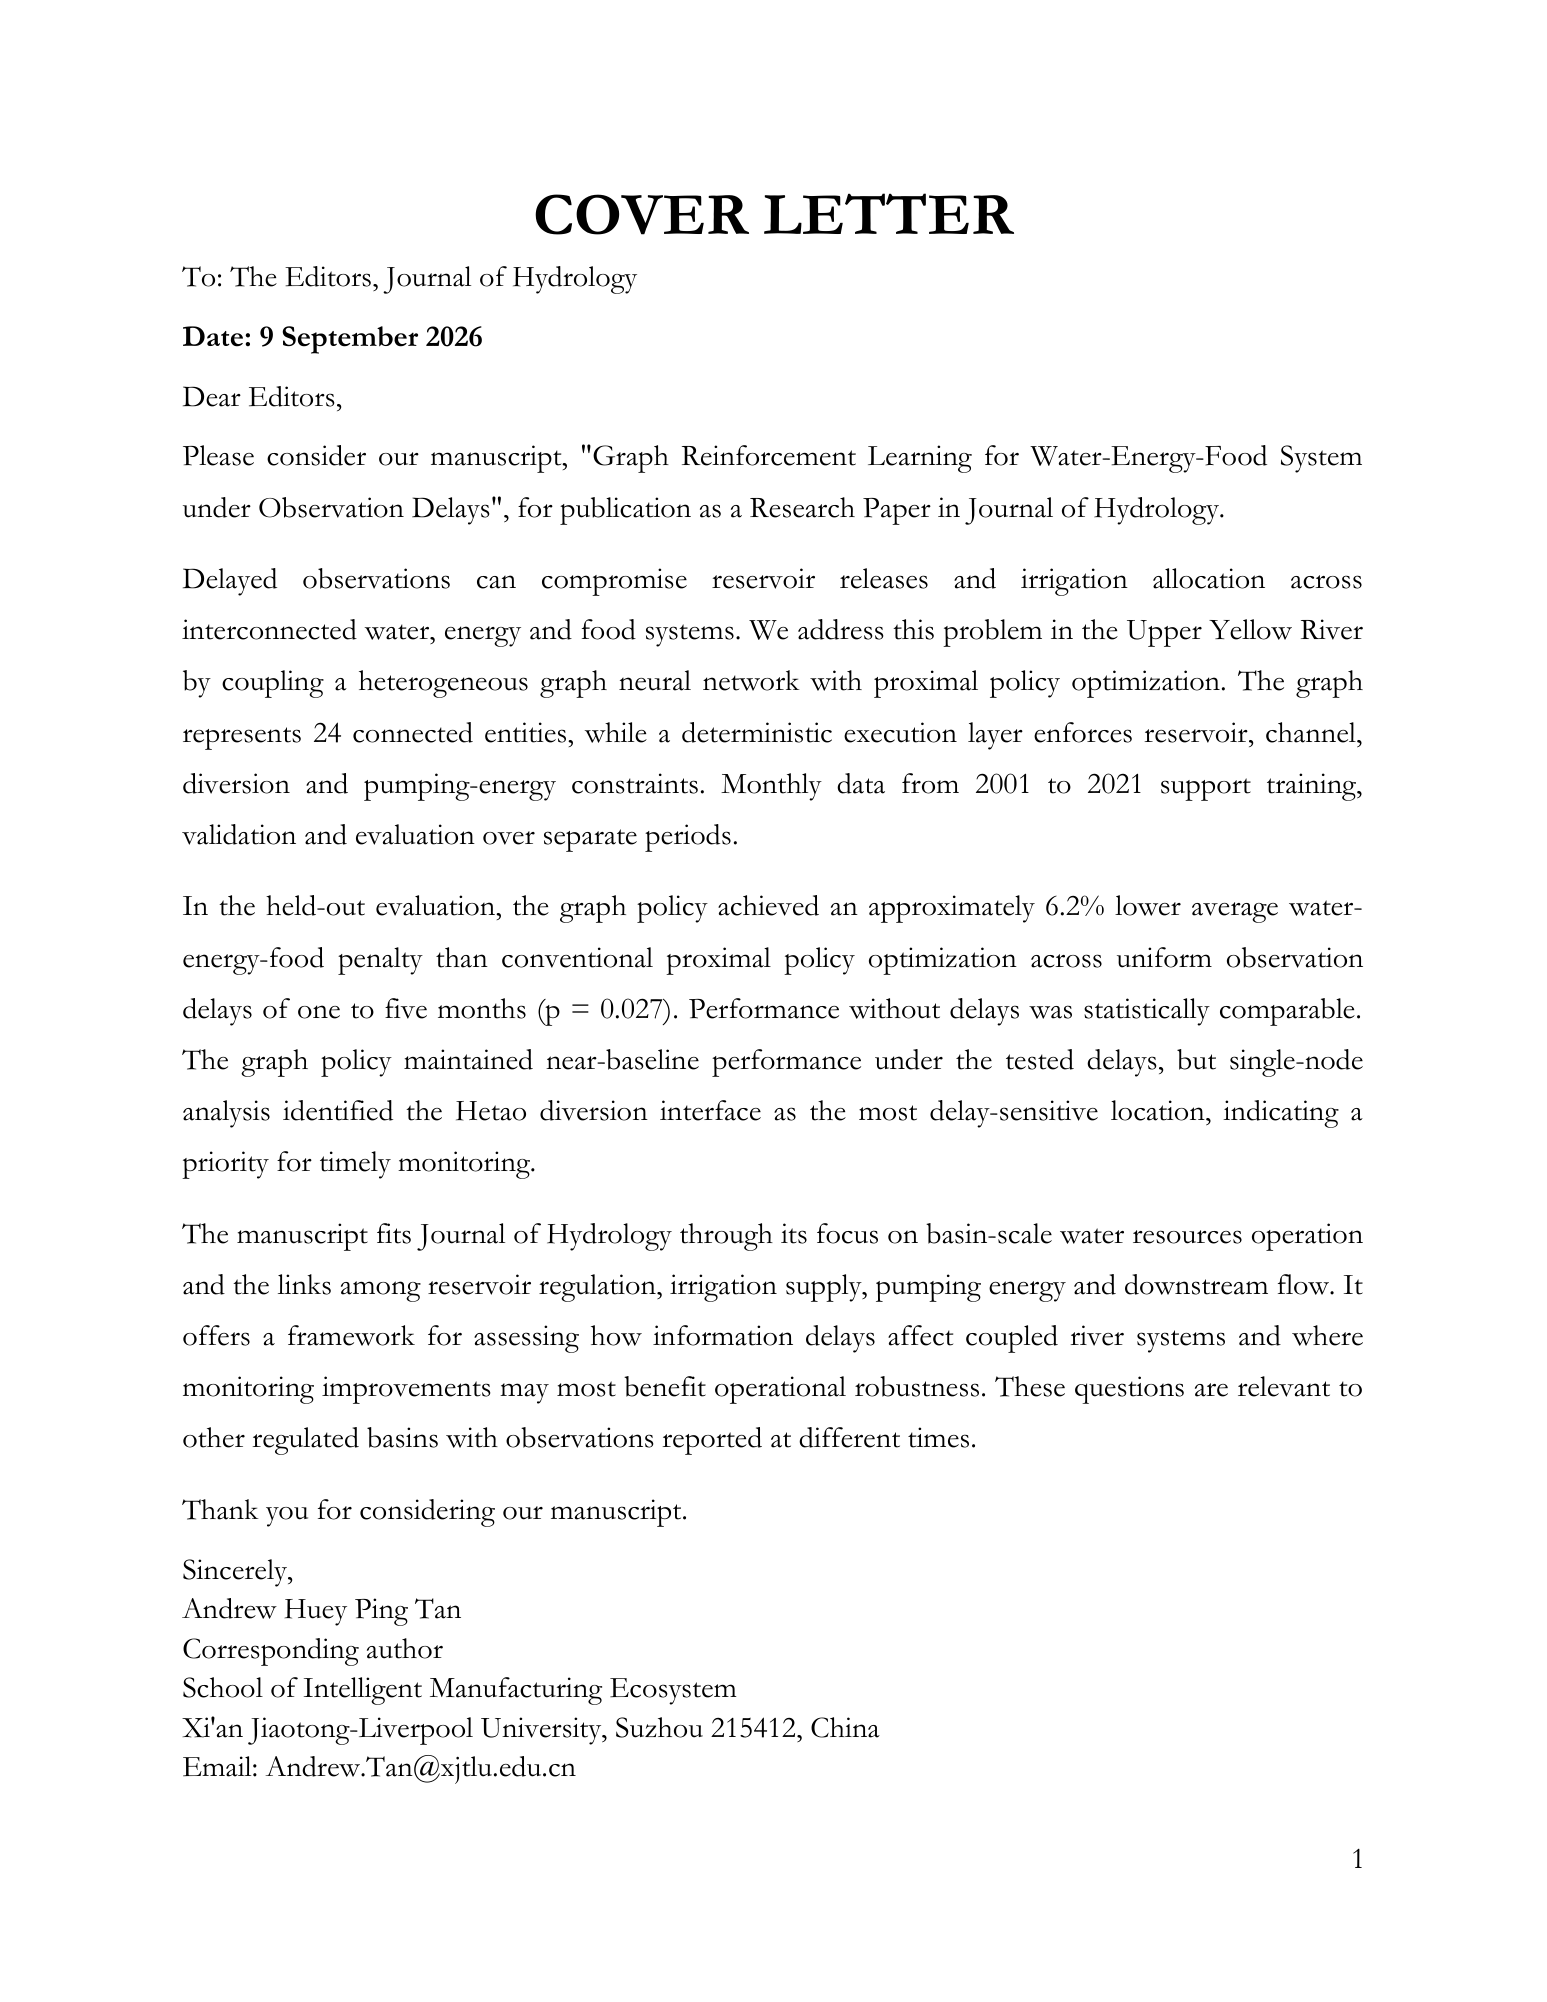 COVER LETTER
To: The Editors, Journal of Hydrology
Date: 9 September 2026
Dear Editors,
Please consider our manuscript, "Graph Reinforcement Learning for Water-Energy-Food System
under Observation Delays", for publication as a Research Paper in Journal of Hydrology.
Delayed observations can compromise reservoir releases and irrigation allocation across
interconnected water, energy and food systems. We address this problem in the Upper Yellow River
by coupling a heterogeneous graph neural network with proximal policy optimization. The graph
represents 24 connected entities, while a deterministic execution layer enforces reservoir, channel,
diversion and pumping-energy constraints. Monthly data from 2001 to 2021 support training,
validation and evaluation over separate periods.
In the held-out evaluation, the graph policy achieved an approximately 6.2% lower average water-
energy-food penalty than conventional proximal policy optimization across uniform observation
delays of one to five months (p = 0.027). Performance without delays was statistically comparable.
The graph policy maintained near-baseline performance under the tested delays, but single-node
analysis identified the Hetao diversion interface as the most delay-sensitive location, indicating a
priority for timely monitoring.
The manuscript fits Journal of Hydrology through its focus on basin-scale water resources operation
and the links among reservoir regulation, irrigation supply, pumping energy and downstream flow. It
offers a framework for assessing how information delays affect coupled river systems and where
monitoring improvements may most benefit operational robustness. These questions are relevant to
other regulated basins with observations reported at different times.
Thank you for considering our manuscript.
Sincerely,
Andrew Huey Ping Tan
Corresponding author
School of Intelligent Manufacturing Ecosystem
Xi'an Jiaotong-Liverpool University, Suzhou 215412, China
Email: Andrew.Tan@xjtlu.edu.cn
1